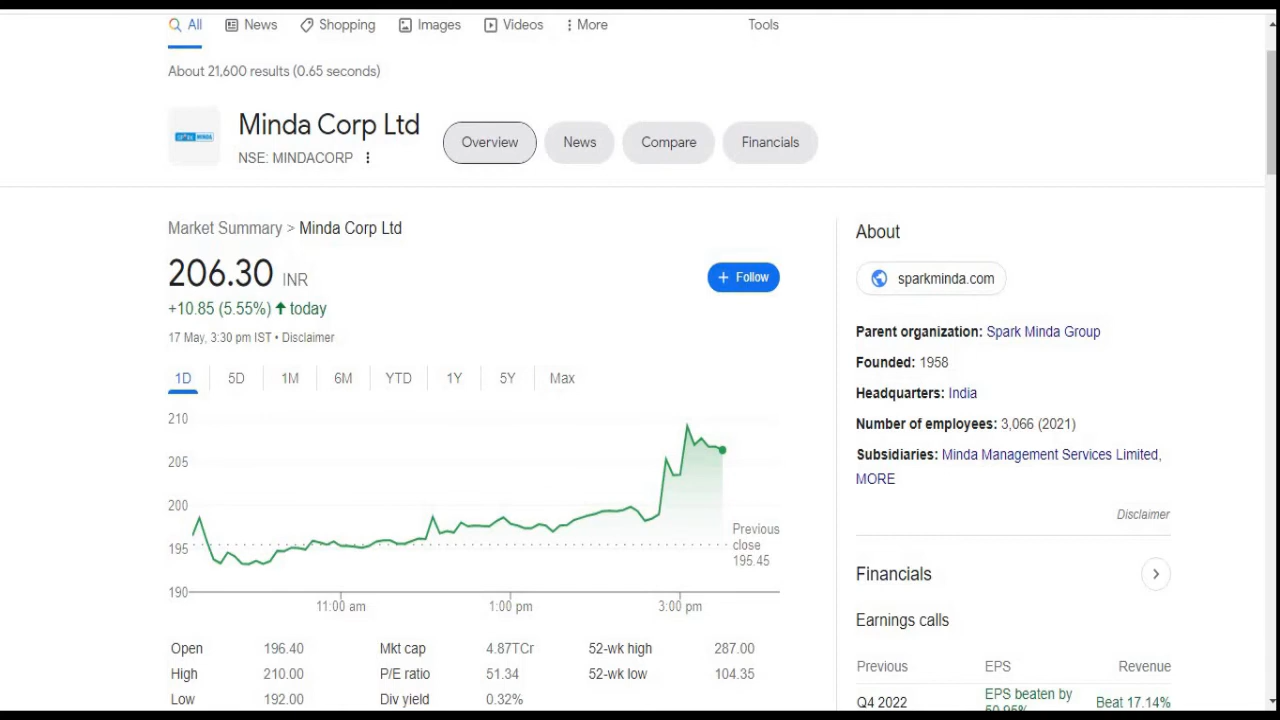 All News Shopping Images Videos More Tools
About 21,600 results (0.65 seconds)
Minda Corp Ltd
NSE: MINDACORP
Overview News Compare Financials
Market Summary > Minda Corp Ltd
206.30 INR
+ Follow
+10.85 (5.55%) ↑ today
17 May, 3:30 pm IST • Disclaimer
1D 5D 1M 6M YTD 1Y 5Y Max
210
205
200
195
190
Previous
close
195.45
11:00 am 1:00 pm 3:00 pm
Open 196.40 Mkt cap 4.87TCr 52-wk high 287.00
High 210.00 P/E ratio 51.34 52-wk low 104.35
Low 192.00 Div yield 0.32%
About
sparkminda.com
Parent organization: Spark Minda Group
Founded: 1958
Headquarters: India
Number of employees: 3,066 (2021)
Subsidiaries: Minda Management Services Limited,
MORE
Disclaimer
Financials
Earnings calls
Previous EPS Revenue
Q4 2022 EPS beaten by Beat 17.14%